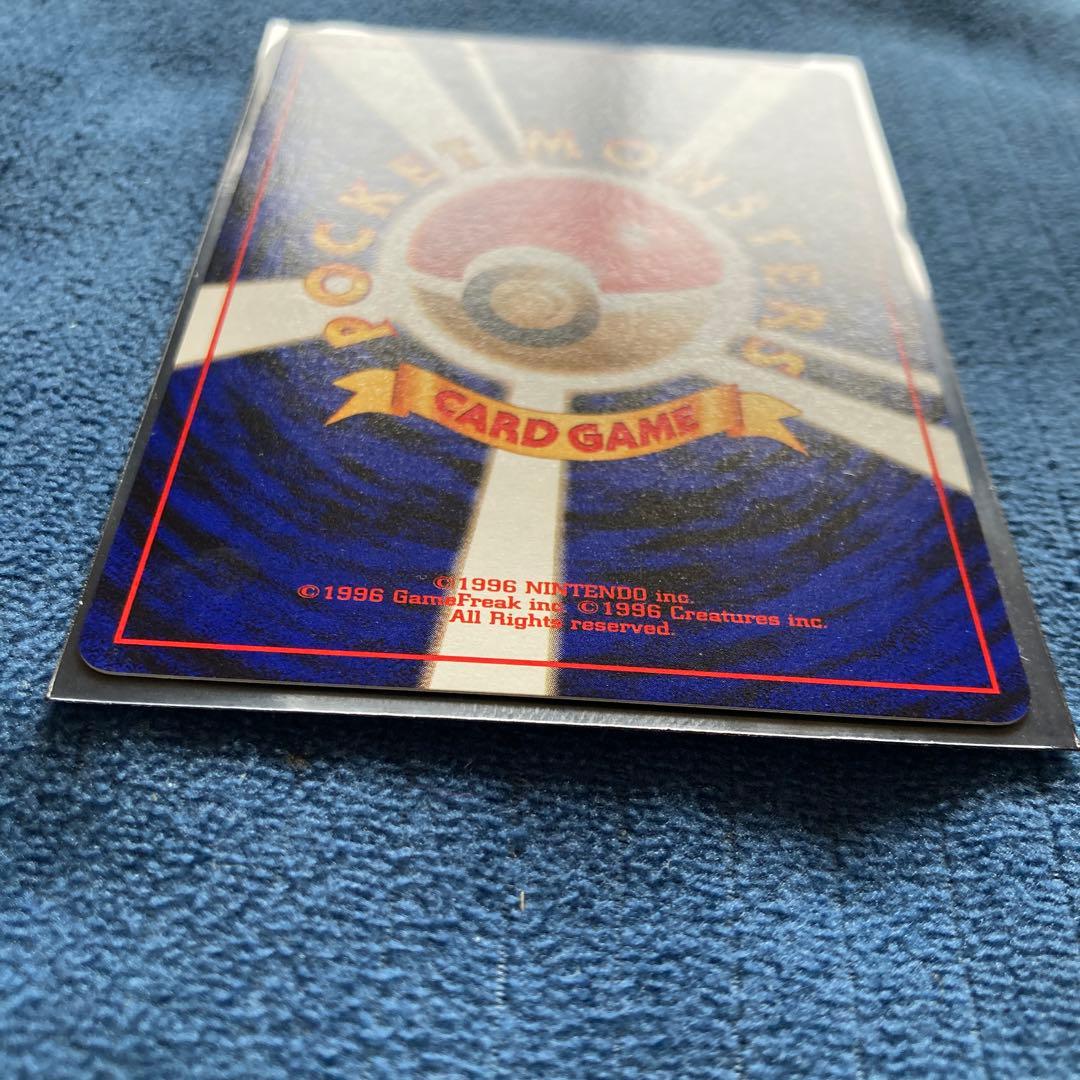 POCKET MONSTERS
CARD GAME
©1996 NINTENDO inc.
©1996 GameFreak inc. ©1996 Creatures inc.
All Rights reserved.